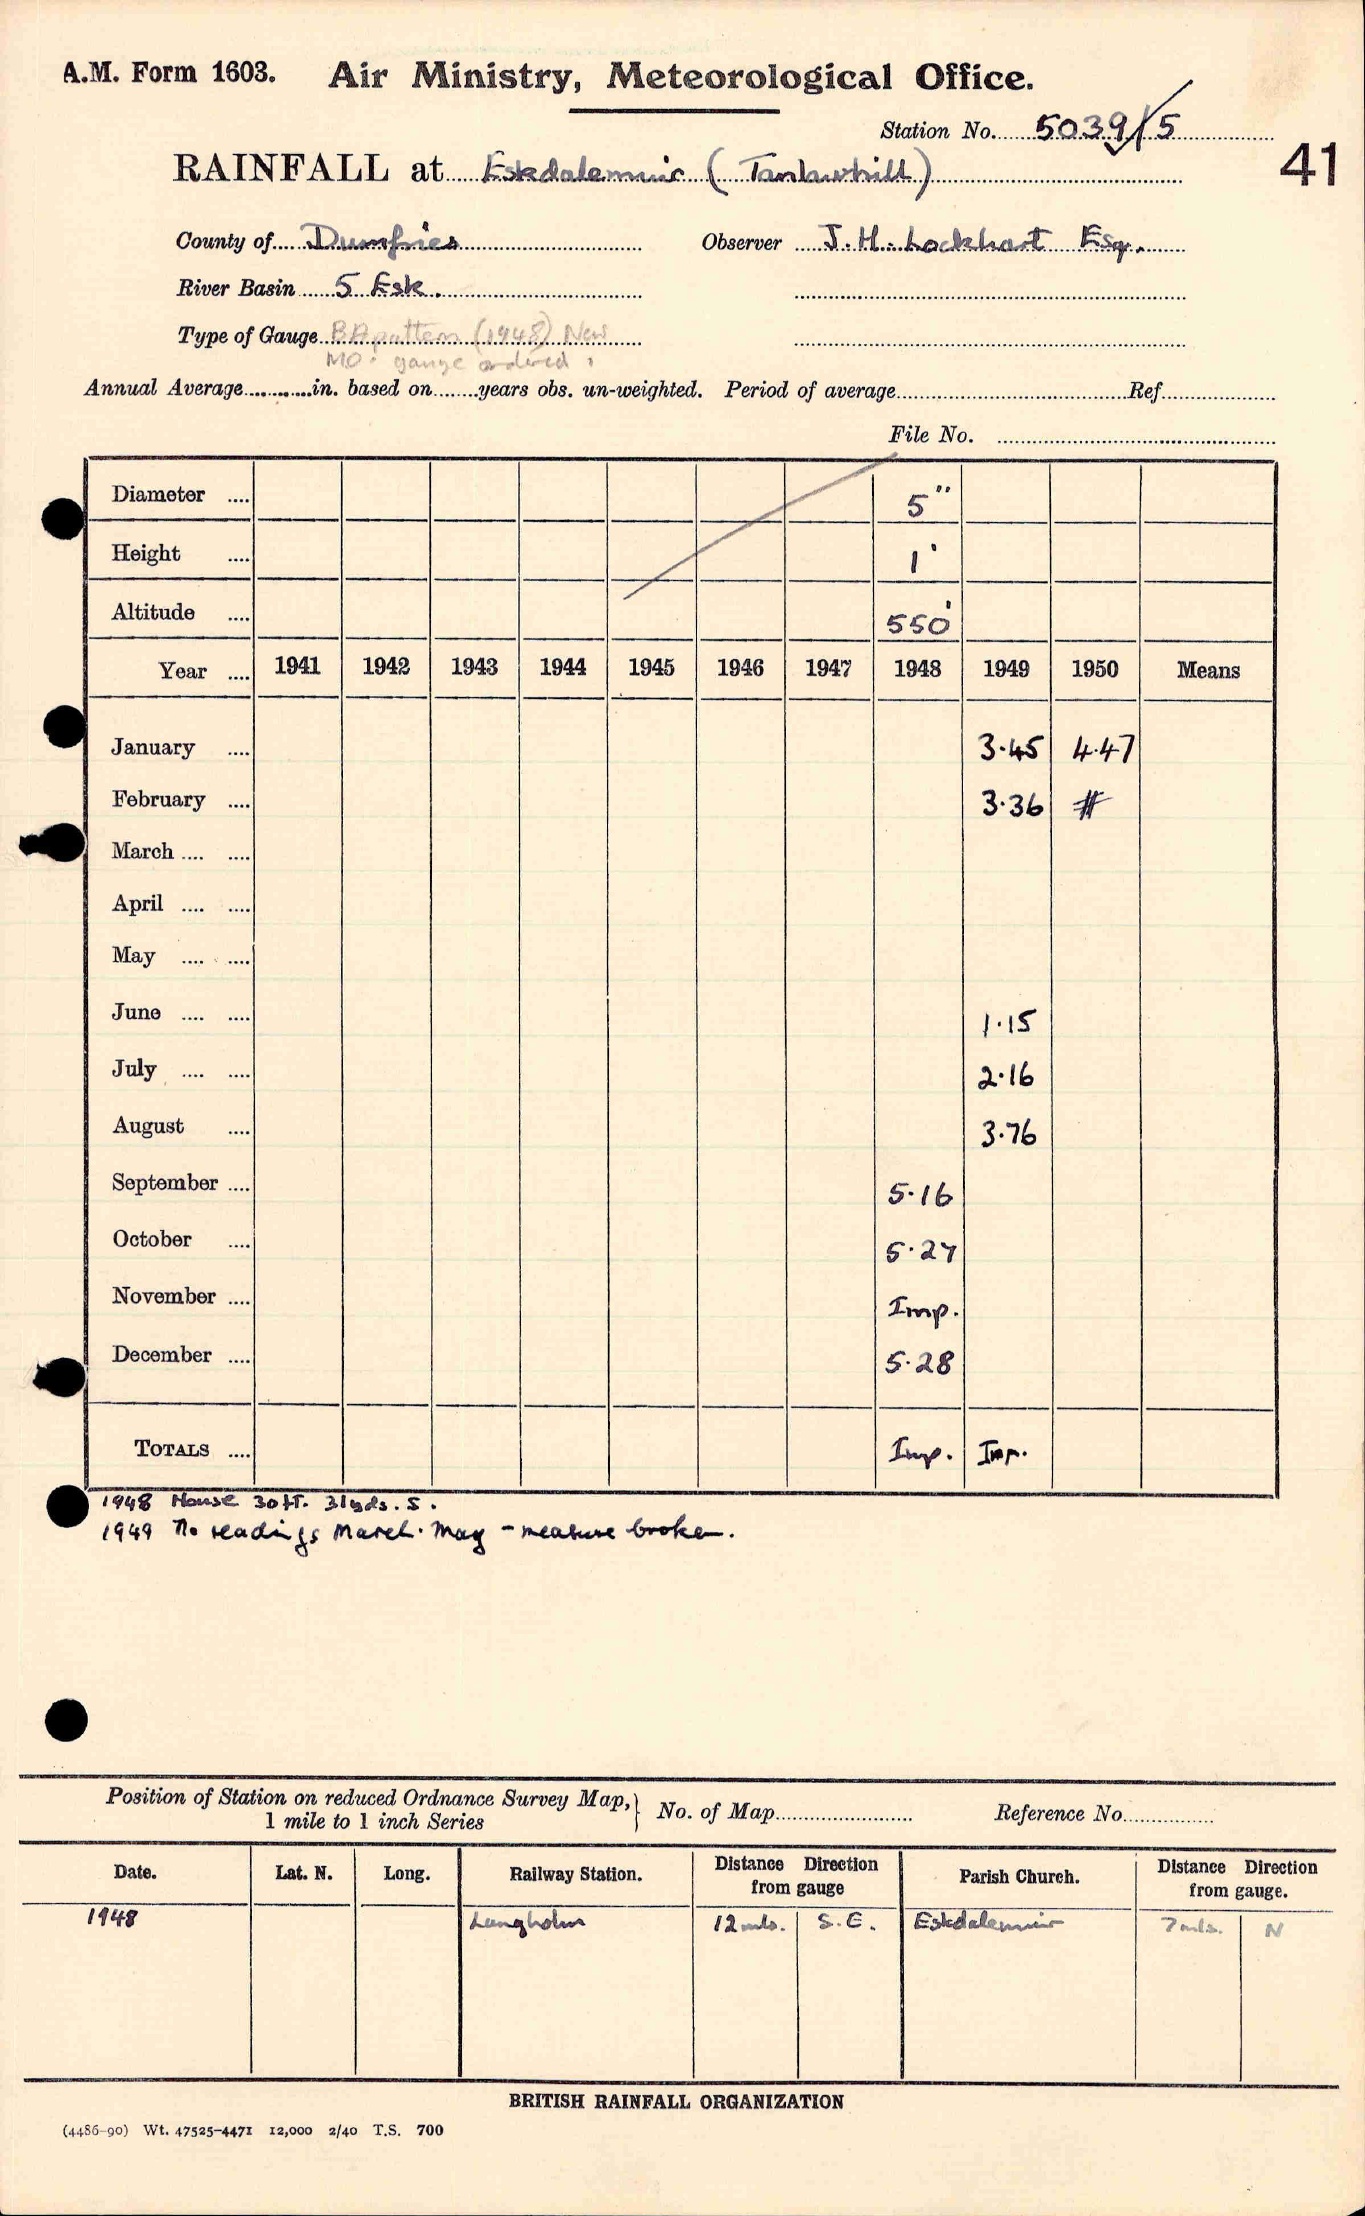 A.M. Form 1603. Air Ministry, Meteorological Office.
Station No. 5039/5
41
RAINFALL at Eskdalemuir (Tanlawhill)
County of Dumfries Observer J.H. Lockhart Esq.
River Basin 5 Esk.
Type of Gauge BA pattern (1948) New
MO. gauge ordered.
Annual Average in. based on years obs. un-weighted. Period of average Ref.
File No.
Diameter 5"
Height 1'
Altitude 550'
Year 1941 1942 1943 1944 1945 1946 1947 1948 1949 1950 Means
January 3.45 4.47
February 3.36 #
March
April
May
June 1.15
July 2.16
August 3.76
September 5.16
October 5.27
November Imp.
December 5.28
TOTALS Imp. Imp.
1948 House 30ft. 31yds. S.
1949 No readings March-May - measure broken.
Position of Station on reduced Ordnance Survey Map, No. of Map Reference No.
1 mile to 1 inch Series
Date. Lat. N. Long. Railway Station. Distance Direction from gauge Parish Church. Distance Direction from gauge.
1948 Langholm 12 mls. S.E. Eskdalemuir 7 mls. N
BRITISH RAINFALL ORGANIZATION
(4486-90) Wt. 47525-4471 12,000 2/40 T.S. 700